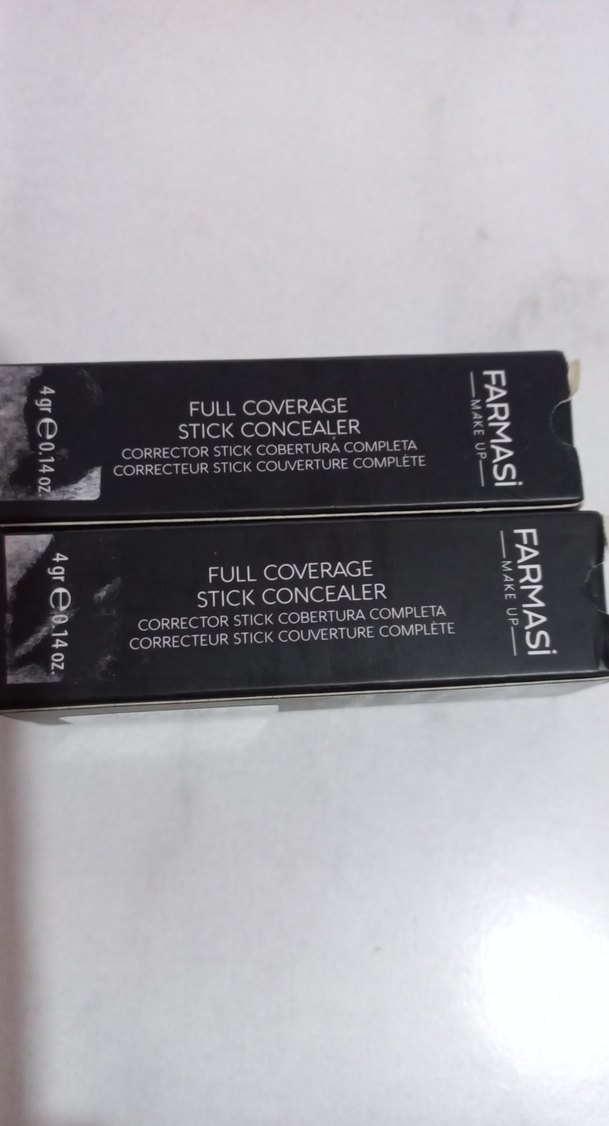 FARMASi
MAKE UP
FULL COVERAGE
STICK CONCEALER
CORRECTOR STICK COBERTURA COMPLETA
CORRECTEUR STICK COUVERTURE COMPLÈTE
4 gr ℮ 0.14 oz.
FARMASi
MAKE UP
FULL COVERAGE
STICK CONCEALER
CORRECTOR STICK COBERTURA COMPLETA
CORRECTEUR STICK COUVERTURE COMPLÈTE
4 gr ℮ 0.14 oz.